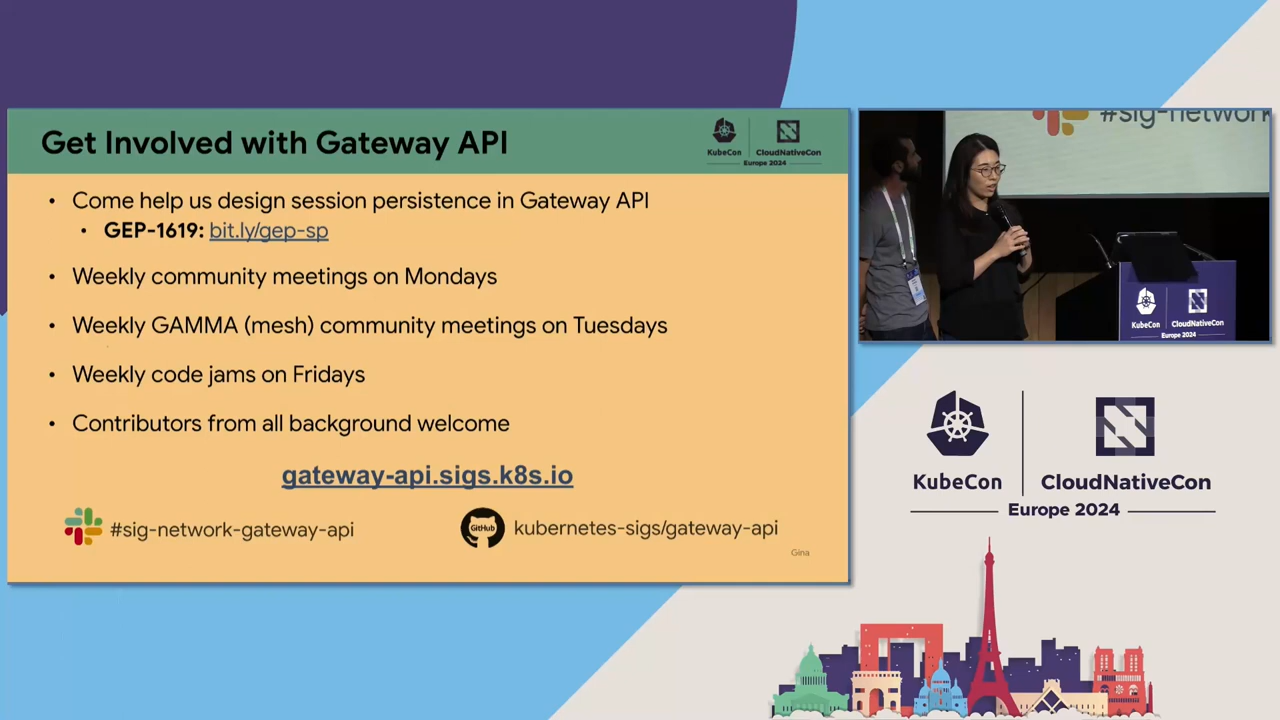 Get Involved with Gateway API
KubeCon
CloudNativeCon
Europe 2024
• Come help us design session persistence in Gateway API
• GEP-1619: bit.ly/gep-sp
• Weekly community meetings on Mondays
• Weekly GAMMA (mesh) community meetings on Tuesdays
• Weekly code jams on Fridays
• Contributors from all background welcome
gateway-api.sigs.k8s.io
#sig-network-gateway-api
GitHub
kubernetes-sigs/gateway-api
Gina
#sig-network
KubeCon
CloudNativeCon
Europe 2024
KubeCon
CloudNativeCon
Europe 2024